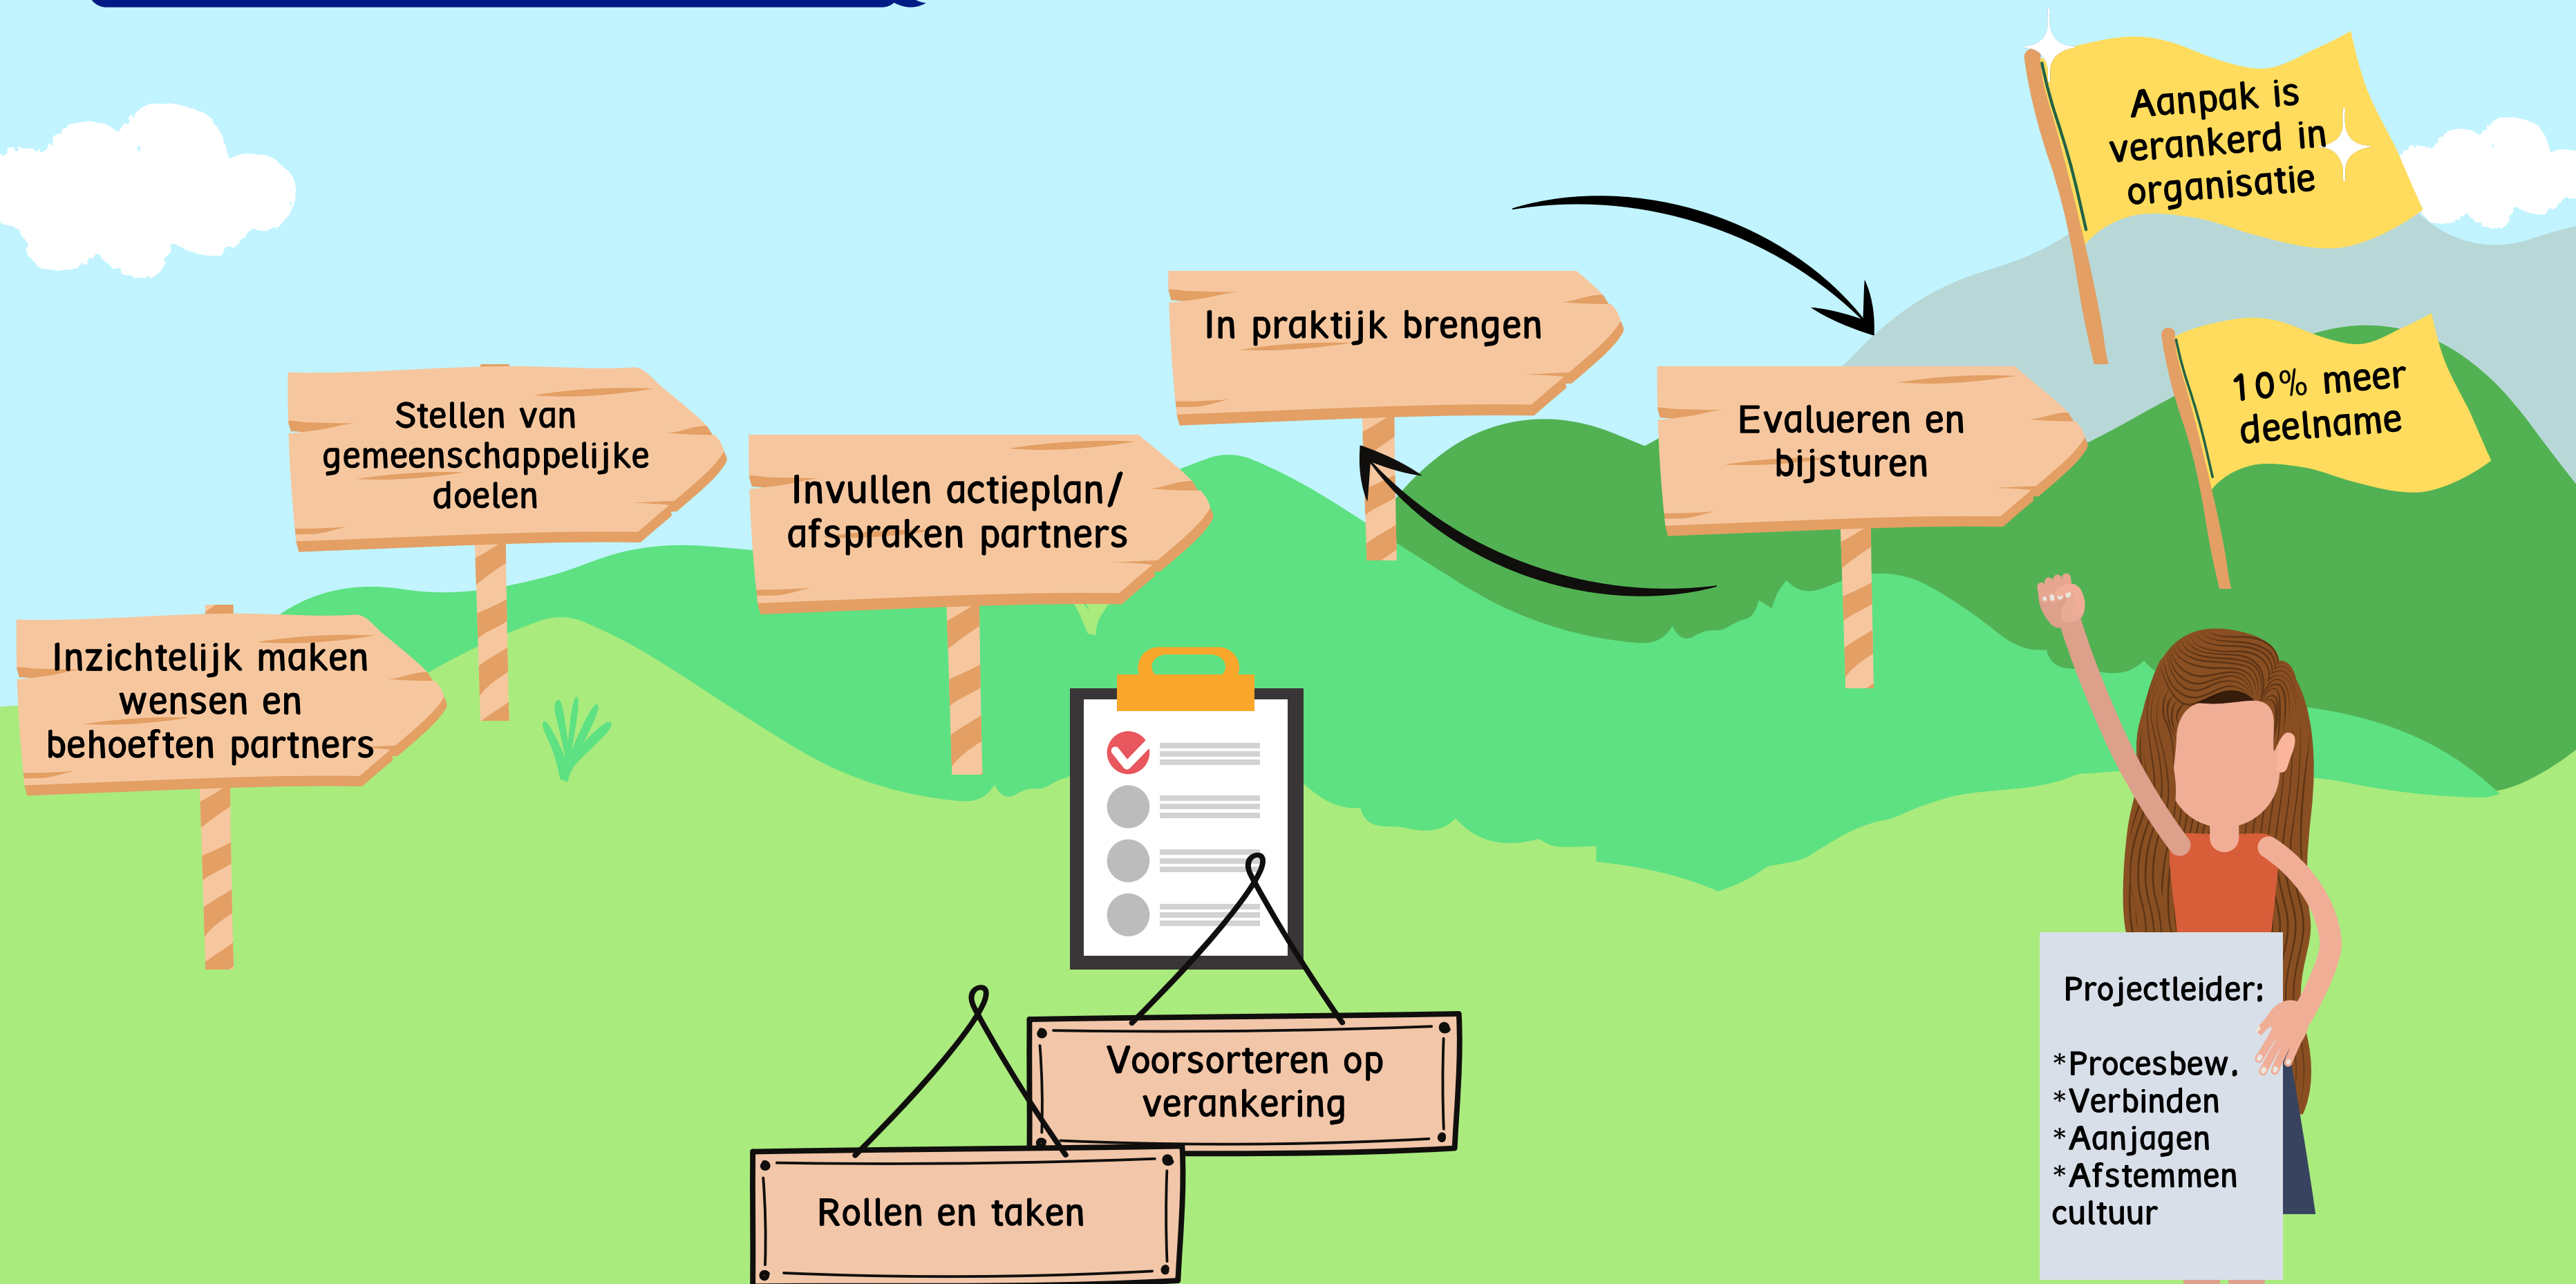 Inzichtelijk maken
wensen en
behoeften partners
Stellen van
gemeenschappelijke
doelen
Invullen actieplan/
afspraken partners
In praktijk brengen
Evalueren en
bijsturen
Aanpak is
verankerd in
organisatie
10% meer
deelname
Voorsorteren op
verankering
Rollen en taken
Projectleider:
*Procesbew.
*Verbinden
*Aanjagen
*Afstemmen
cultuur